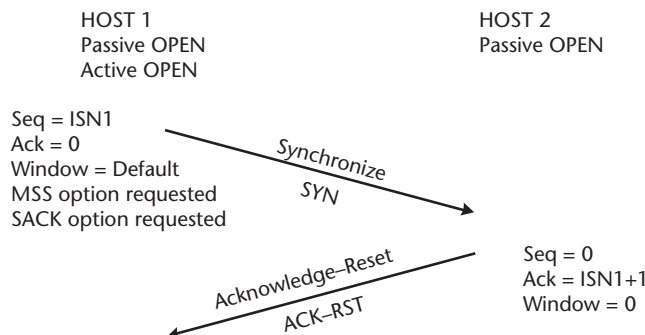 HOST 1
Passive OPEN
Active OPEN
HOST 2
Passive OPEN
Seq = ISN1
Ack = 0
Window = Default
MSS option requested
SACK option requested
Synchronize
SYN
Acknowledge–Reset
ACK–RST
Seq = 0
Ack = ISN1+1
Window = 0